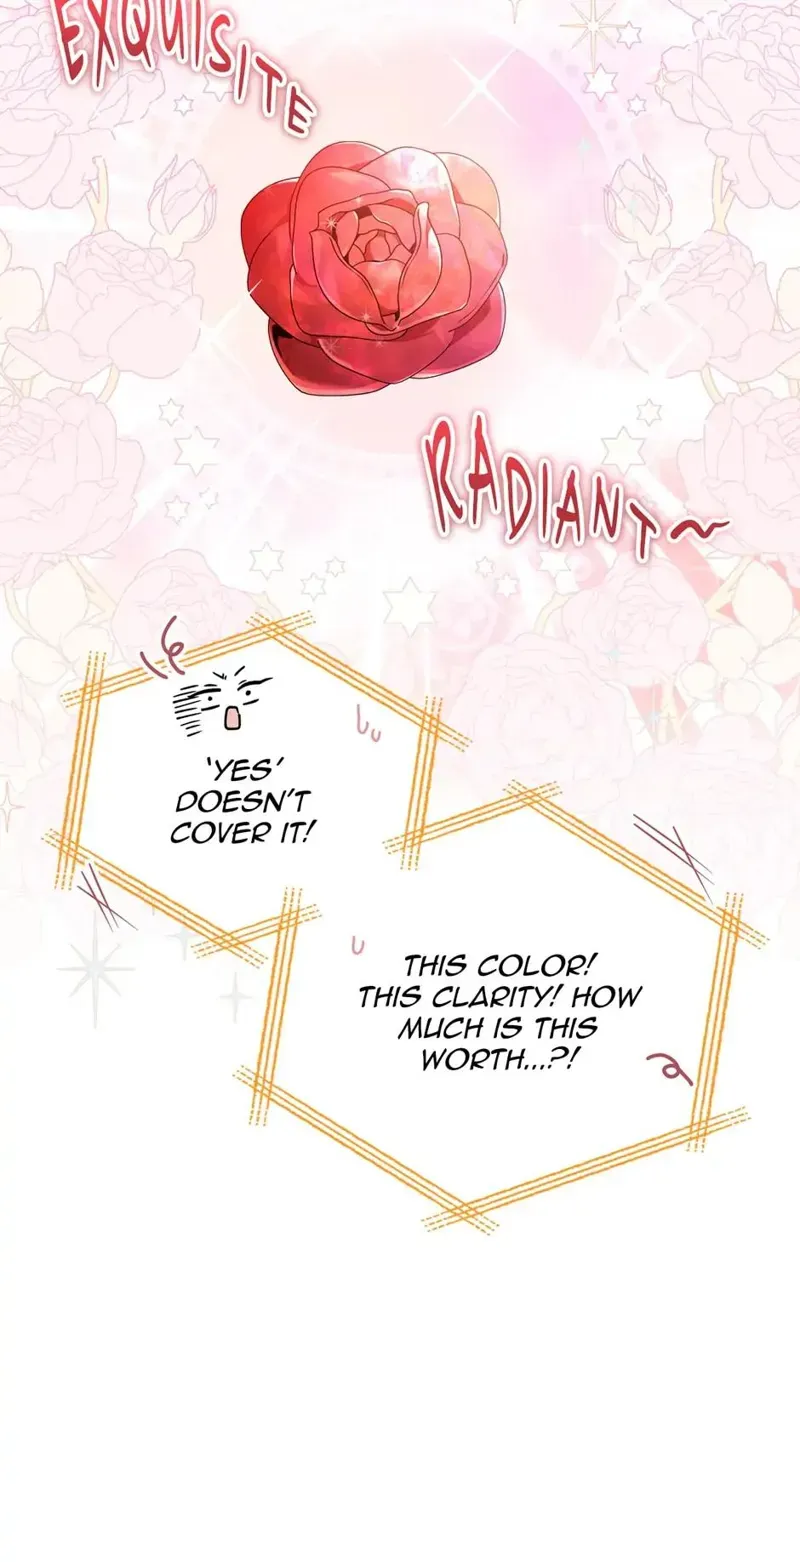 EXQUISITE
RADIANT~
'YES'
DOESN'T
COVER IT!
THIS COLOR!
THIS CLARITY! HOW
MUCH IS THIS
WORTH...?!